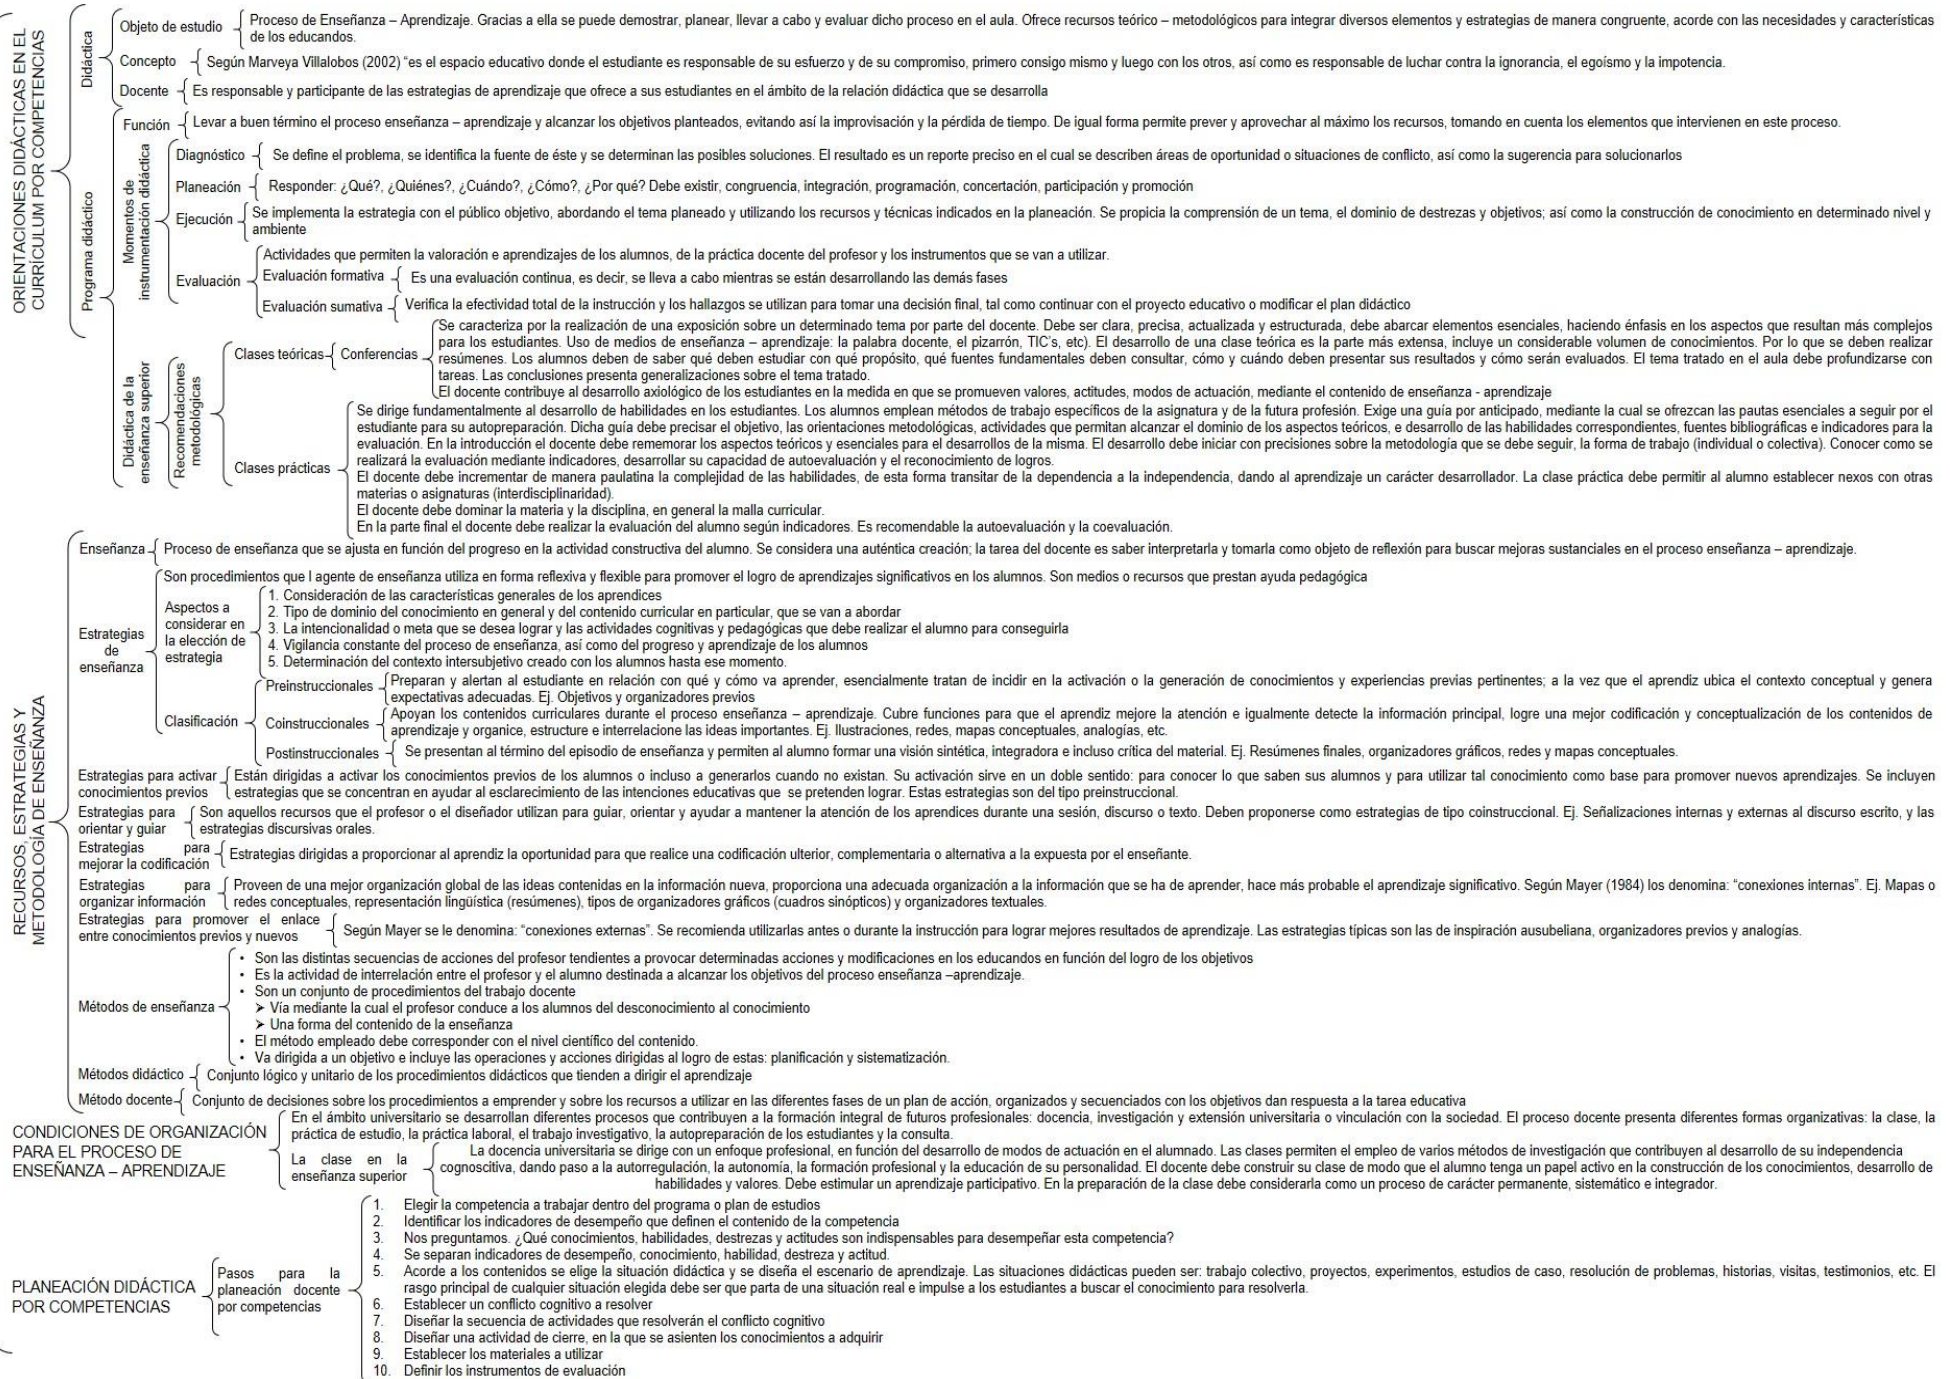 ORIENTACIONES DIDÁCTICAS EN EL
CURRÍCULUM POR COMPETENCIAS
Didáctica
Objeto de estudio
Proceso de Enseñanza – Aprendizaje. Gracias a ella se puede demostrar, planear, llevar a cabo y evaluar dicho proceso en el aula. Ofrece recursos teórico – metodológicos para integrar diversos elementos y estrategias de manera congruente, acorde con las necesidades y características
de los educandos.
Concepto
Según Marveya Villalobos (2002) “es el espacio educativo donde el estudiante es responsable de su esfuerzo y de su compromiso, primero consigo mismo y luego con los otros, así como es responsable de luchar contra la ignorancia, el egoísmo y la impotencia.
Docente
Es responsable y participante de las estrategias de aprendizaje que ofrece a sus estudiantes en el ámbito de la relación didáctica que se desarrolla
Programa didáctico
Función
Levar a buen término el proceso enseñanza – aprendizaje y alcanzar los objetivos planteados, evitando así la improvisación y la pérdida de tiempo. De igual forma permite prever y aprovechar al máximo los recursos, tomando en cuenta los elementos que intervienen en este proceso.
Momentos de
instrumentación didáctica
Diagnóstico
Se define el problema, se identifica la fuente de éste y se determinan las posibles soluciones. El resultado es un reporte preciso en el cual se describen áreas de oportunidad o situaciones de conflicto, así como la sugerencia para solucionarlos
Planeación
Responder: ¿Qué?, ¿Quiénes?, ¿Cuándo?, ¿Cómo?, ¿Por qué? Debe existir, congruencia, integración, programación, concertación, participación y promoción
Ejecución
Se implementa la estrategia con el público objetivo, abordando el tema planeado y utilizando los recursos y técnicas indicados en la planeación. Se propicia la comprensión de un tema, el dominio de destrezas y objetivos; así como la construcción de conocimiento en determinado nivel y
ambiente
Evaluación
Actividades que permiten la valoración e aprendizajes de los alumnos, de la práctica docente del profesor y los instrumentos que se van a utilizar.
Evaluación formativa
Es una evaluación continua, es decir, se lleva a cabo mientras se están desarrollando las demás fases
Evaluación sumativa
Verifica la efectividad total de la instrucción y los hallazgos se utilizan para tomar una decisión final, tal como continuar con el proyecto educativo o modificar el plan didáctico
Didáctica de la
enseñanza superior
Recomendaciones
metodológicas
Clases teóricas
Conferencias
Se caracteriza por la realización de una exposición sobre un determinado tema por parte del docente. Debe ser clara, precisa, actualizada y estructurada, debe abarcar elementos esenciales, haciendo énfasis en los aspectos que resultan más complejos
para los estudiantes. Uso de medios de enseñanza – aprendizaje: la palabra docente, el pizarrón, TIC’s, etc). El desarrollo de una clase teórica es la parte más extensa, incluye un considerable volumen de conocimientos. Por lo que se deben realizar
resúmenes. Los alumnos deben de saber qué deben estudiar con qué propósito, qué fuentes fundamentales deben consultar, cómo y cuándo deben presentar sus resultados y cómo serán evaluados. El tema tratado en el aula debe profundizarse con
tareas. Las conclusiones presenta generalizaciones sobre el tema tratado.
El docente contribuye al desarrollo axiológico de los estudiantes en la medida en que se promueven valores, actitudes, modos de actuación, mediante el contenido de enseñanza - aprendizaje
Clases prácticas
Se dirige fundamentalmente al desarrollo de habilidades en los estudiantes. Los alumnos emplean métodos de trabajo específicos de la asignatura y de la futura profesión. Exige una guía por anticipado, mediante la cual se ofrezcan las pautas esenciales a seguir por el
estudiante para su autopreparación. Dicha guía debe precisar el objetivo, las orientaciones metodológicas, actividades que permitan alcanzar el dominio de los aspectos teóricos, e desarrollo de las habilidades correspondientes, fuentes bibliográficas e indicadores para la
evaluación. En la introducción el docente debe rememorar los aspectos teóricos y esenciales para el desarrollos de la misma. El desarrollo debe iniciar con precisiones sobre la metodología que se debe seguir, la forma de trabajo (individual o colectiva). Conocer como se
realizará la evaluación mediante indicadores, desarrollar su capacidad de autoevaluación y el reconocimiento de logros.
El docente debe incrementar de manera paulatina la complejidad de las habilidades, de esta forma transitar de la dependencia a la independencia, dando al aprendizaje un carácter desarrollador. La clase práctica debe permitir al alumno establecer nexos con otras
materias o asignaturas (interdisciplinaridad).
El docente debe dominar la materia y la disciplina, en general la malla curricular.
En la parte final el docente debe realizar la evaluación del alumno según indicadores. Es recomendable la autoevaluación y la coevaluación.
RECURSOS, ESTRATEGIAS Y
METODOLOGÍA DE ENSEÑANZA
Enseñanza
Proceso de enseñanza que se ajusta en función del progreso en la actividad constructiva del alumno. Se considera una auténtica creación; la tarea del docente es saber interpretarla y tomarla como objeto de reflexión para buscar mejoras sustanciales en el proceso enseñanza – aprendizaje.
Estrategias
de
enseñanza
Son procedimientos que l agente de enseñanza utiliza en forma reflexiva y flexible para promover el logro de aprendizajes significativos en los alumnos. Son medios o recursos que prestan ayuda pedagógica
Aspectos a
considerar en
la elección de
estrategia
1. Consideración de las características generales de los aprendices
2. Tipo de dominio del conocimiento en general y del contenido curricular en particular, que se van a abordar
3. La intencionalidad o meta que se desea lograr y las actividades cognitivas y pedagógicas que debe realizar el alumno para conseguirla
4. Vigilancia constante del proceso de enseñanza, así como del progreso y aprendizaje de los alumnos
5. Determinación del contexto intersubjetivo creado con los alumnos hasta ese momento.
Clasificación
Preinstruccionales
Preparan y alertan al estudiante en relación con qué y cómo va aprender, esencialmente tratan de incidir en la activación o la generación de conocimientos y experiencias previas pertinentes; a la vez que el aprendiz ubica el contexto conceptual y genera
expectativas adecuadas. Ej. Objetivos y organizadores previos
Coinstruccionales
Apoyan los contenidos curriculares durante el proceso enseñanza – aprendizaje. Cubre funciones para que el aprendiz mejore la atención e igualmente detecte la información principal, logre una mejor codificación y conceptualización de los contenidos de
aprendizaje y organice, estructure e interrelacione las ideas importantes. Ej. Ilustraciones, redes, mapas conceptuales, analogías, etc.
Postinstruccionales
Se presentan al término del episodio de enseñanza y permiten al alumno formar una visión sintética, integradora e incluso crítica del material. Ej. Resúmenes finales, organizadores gráficos, redes y mapas conceptuales.
Estrategias para activar
conocimientos previos
Están dirigidas a activar los conocimientos previos de los alumnos o incluso a generarlos cuando no existan. Su activación sirve en un doble sentido: para conocer lo que saben sus alumnos y para utilizar tal conocimiento como base para promover nuevos aprendizajes. Se incluyen
estrategias que se concentran en ayudar al esclarecimiento de las intenciones educativas que se pretenden lograr. Estas estrategias son del tipo preinstruccional.
Estrategias para
orientar y guiar
Son aquellos recursos que el profesor o el diseñador utilizan para guiar, orientar y ayudar a mantener la atención de los aprendices durante una sesión, discurso o texto. Deben proponerse como estrategias de tipo coinstruccional. Ej. Señalizaciones internas y externas al discurso escrito, y las
estrategias discursivas orales.
Estrategias para
mejorar la codificación
Estrategias dirigidas a proporcionar al aprendiz la oportunidad para que realice una codificación ulterior, complementaria o alternativa a la expuesta por el enseñante.
Estrategias para
organizar información
Proveen de una mejor organización global de las ideas contenidas en la información nueva, proporciona una adecuada organización a la información que se ha de aprender, hace más probable el aprendizaje significativo. Según Mayer (1984) los denomina: “conexiones internas”. Ej. Mapas o
redes conceptuales, representación lingüística (resúmenes), tipos de organizadores gráficos (cuadros sinópticos) y organizadores textuales.
Estrategias para promover el enlace
entre conocimientos previos y nuevos
Según Mayer se le denomina: “conexiones externas”. Se recomienda utilizarlas antes o durante la instrucción para lograr mejores resultados de aprendizaje. Las estrategias típicas son las de inspiración ausubeliana, organizadores previos y analogías.
Métodos de enseñanza
• Son las distintas secuencias de acciones del profesor tendientes a provocar determinadas acciones y modificaciones en los educandos en función del logro de los objetivos
• Es la actividad de interrelación entre el profesor y el alumno destinada a alcanzar los objetivos del proceso enseñanza –aprendizaje.
• Son un conjunto de procedimientos del trabajo docente
➤ Vía mediante la cual el profesor conduce a los alumnos del desconocimiento al conocimiento
➤ Una forma del contenido de la enseñanza
• El método empleado debe corresponder con el nivel científico del contenido.
• Va dirigida a un objetivo e incluye las operaciones y acciones dirigidas al logro de estas: planificación y sistematización.
Métodos didáctico
Conjunto lógico y unitario de los procedimientos didácticos que tienden a dirigir el aprendizaje
Método docente
Conjunto de decisiones sobre los procedimientos a emprender y sobre los recursos a utilizar en las diferentes fases de un plan de acción, organizados y secuenciados con los objetivos dan respuesta a la tarea educativa
CONDICIONES DE ORGANIZACIÓN
PARA EL PROCESO DE
ENSEÑANZA – APRENDIZAJE
En el ámbito universitario se desarrollan diferentes procesos que contribuyen a la formación integral de futuros profesionales: docencia, investigación y extensión universitaria o vinculación con la sociedad. El proceso docente presenta diferentes formas organizativas: la clase, la
práctica de estudio, la práctica laboral, el trabajo investigativo, la autopreparación de los estudiantes y la consulta.
La clase en la
enseñanza superior
La docencia universitaria se dirige con un enfoque profesional, en función del desarrollo de modos de actuación en el alumnado. Las clases permiten el empleo de varios métodos de investigación que contribuyen al desarrollo de su independencia
cognoscitiva, dando paso a la autorregulación, la autonomía, la formación profesional y la educación de su personalidad. El docente debe construir su clase de modo que el alumno tenga un papel activo en la construcción de los conocimientos, desarrollo de
habilidades y valores. Debe estimular un aprendizaje participativo. En la preparación de la clase debe considerarla como un proceso de carácter permanente, sistemático e integrador.
PLANEACIÓN DIDÁCTICA
POR COMPETENCIAS
Pasos para la
planeación docente
por competencias
1. Elegir la competencia a trabajar dentro del programa o plan de estudios
2. Identificar los indicadores de desempeño que definen el contenido de la competencia
3. Nos preguntamos. ¿Qué conocimientos, habilidades, destrezas y actitudes son indispensables para desempeñar esta competencia?
4. Se separan indicadores de desempeño, conocimiento, habilidad, destreza y actitud.
5. Acorde a los contenidos se elige la situación didáctica y se diseña el escenario de aprendizaje. Las situaciones didácticas pueden ser: trabajo colectivo, proyectos, experimentos, estudios de caso, resolución de problemas, historias, visitas, testimonios, etc. El
rasgo principal de cualquier situación elegida debe ser que parta de una situación real e impulse a los estudiantes a buscar el conocimiento para resolverla.
6. Establecer un conflicto cognitivo a resolver
7. Diseñar la secuencia de actividades que resolverán el conflicto cognitivo
8. Diseñar una actividad de cierre, en la que se asienten los conocimientos a adquirir
9. Establecer los materiales a utilizar
10. Definir los instrumentos de evaluación